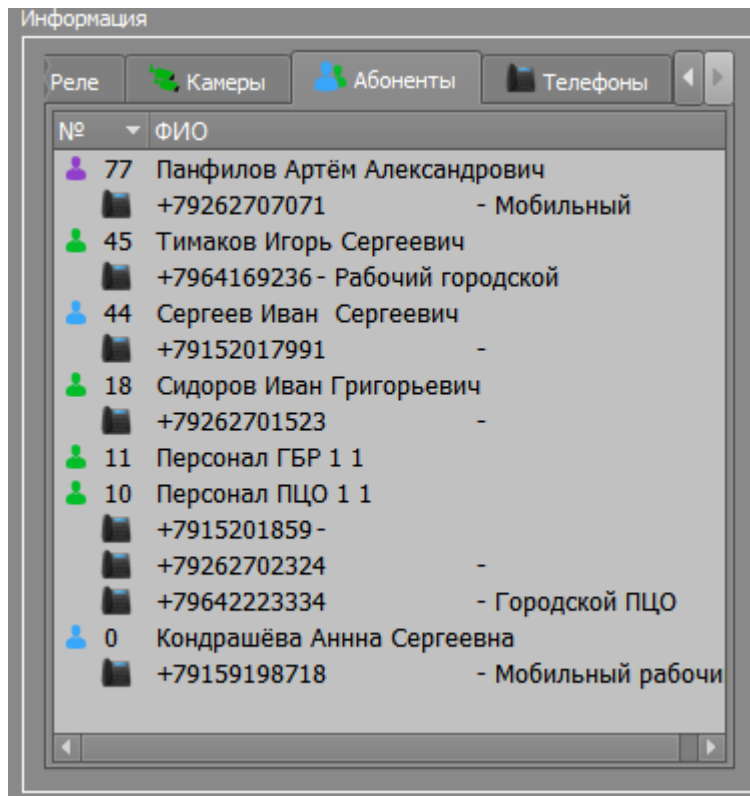 Информация
Реле Камеры Абоненты Телефоны
№ ФИО
77 Панфилов Артём Александрович
+79262707071 - Мобильный
45 Тимаков Игорь Сергеевич
+7964169236 - Рабочий городской
44 Сергеев Иван Сергеевич
+79152017991 -
18 Сидоров Иван Григорьевич
+79262701523 -
11 Персонал ГБР 1 1
10 Персонал ПЦО 1 1
+7915201859 -
+79262702324 -
+79642223334 - Городской ПЦО
0 Кондрашёва Аннна Сергеевна
+79159198718 - Мобильный рабочи